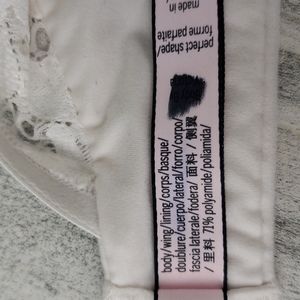 made in
perfect shape/
forme parfaite
body/wing/lining/corps/basque/
doublure/cuerpo/lateral/forro/corpo/
fascia laterale/fodera/ 面料 / 侧翼
/ 里料 71% polyamide/poliamida/